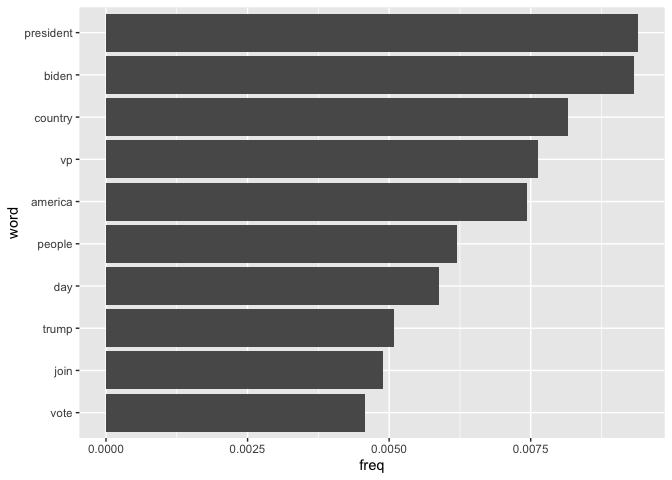 president
biden
country
vp
america
people
day
trump
join
vote
word
0.0000 0.0025 0.0050 0.0075
freq